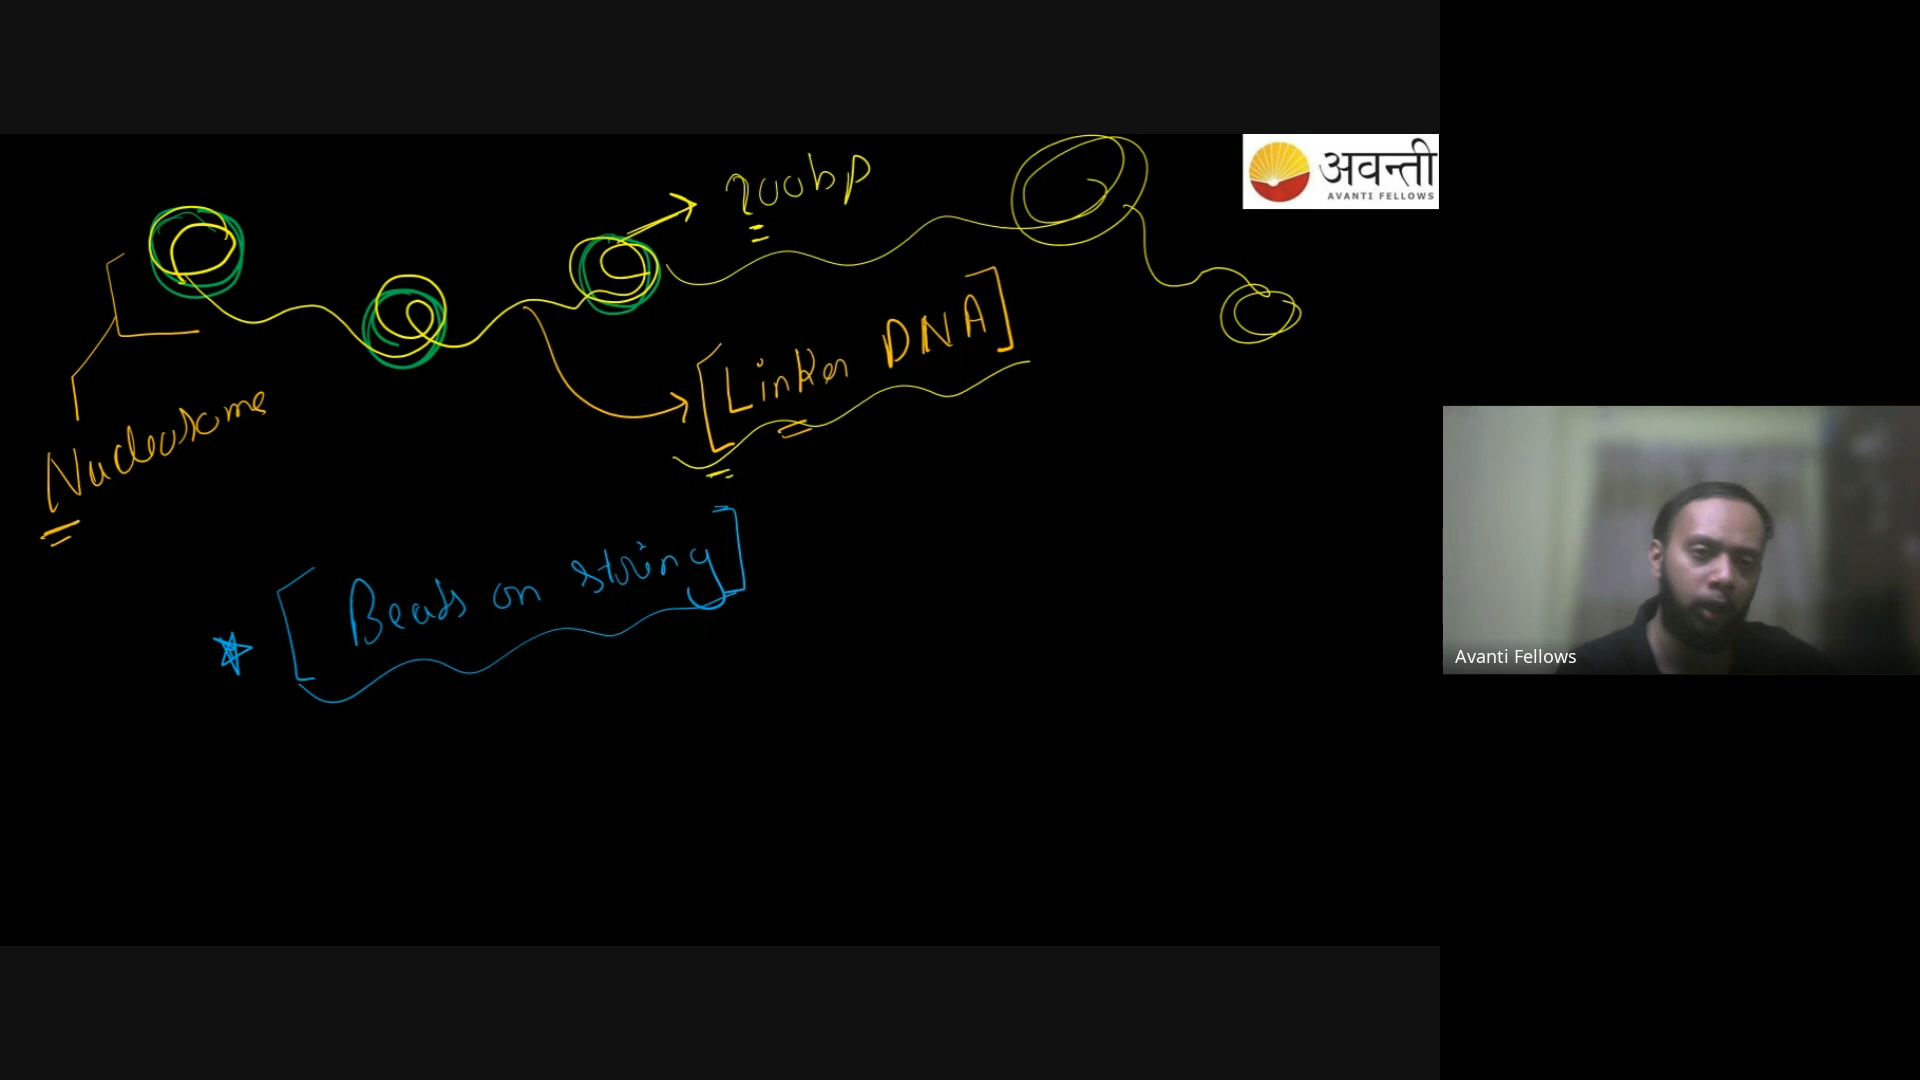 200bp
अवन्ती
AVANTI FELLOWS
[Linker DNA]
Nucleosome
[Beads on string]
Avanti Fellows